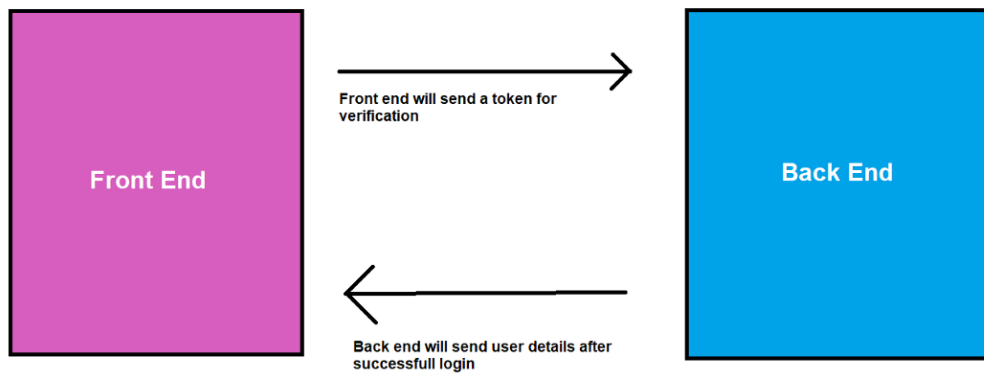 Front end will send a token for
verification
Front End
Back End
Back end will send user details after
successfull login